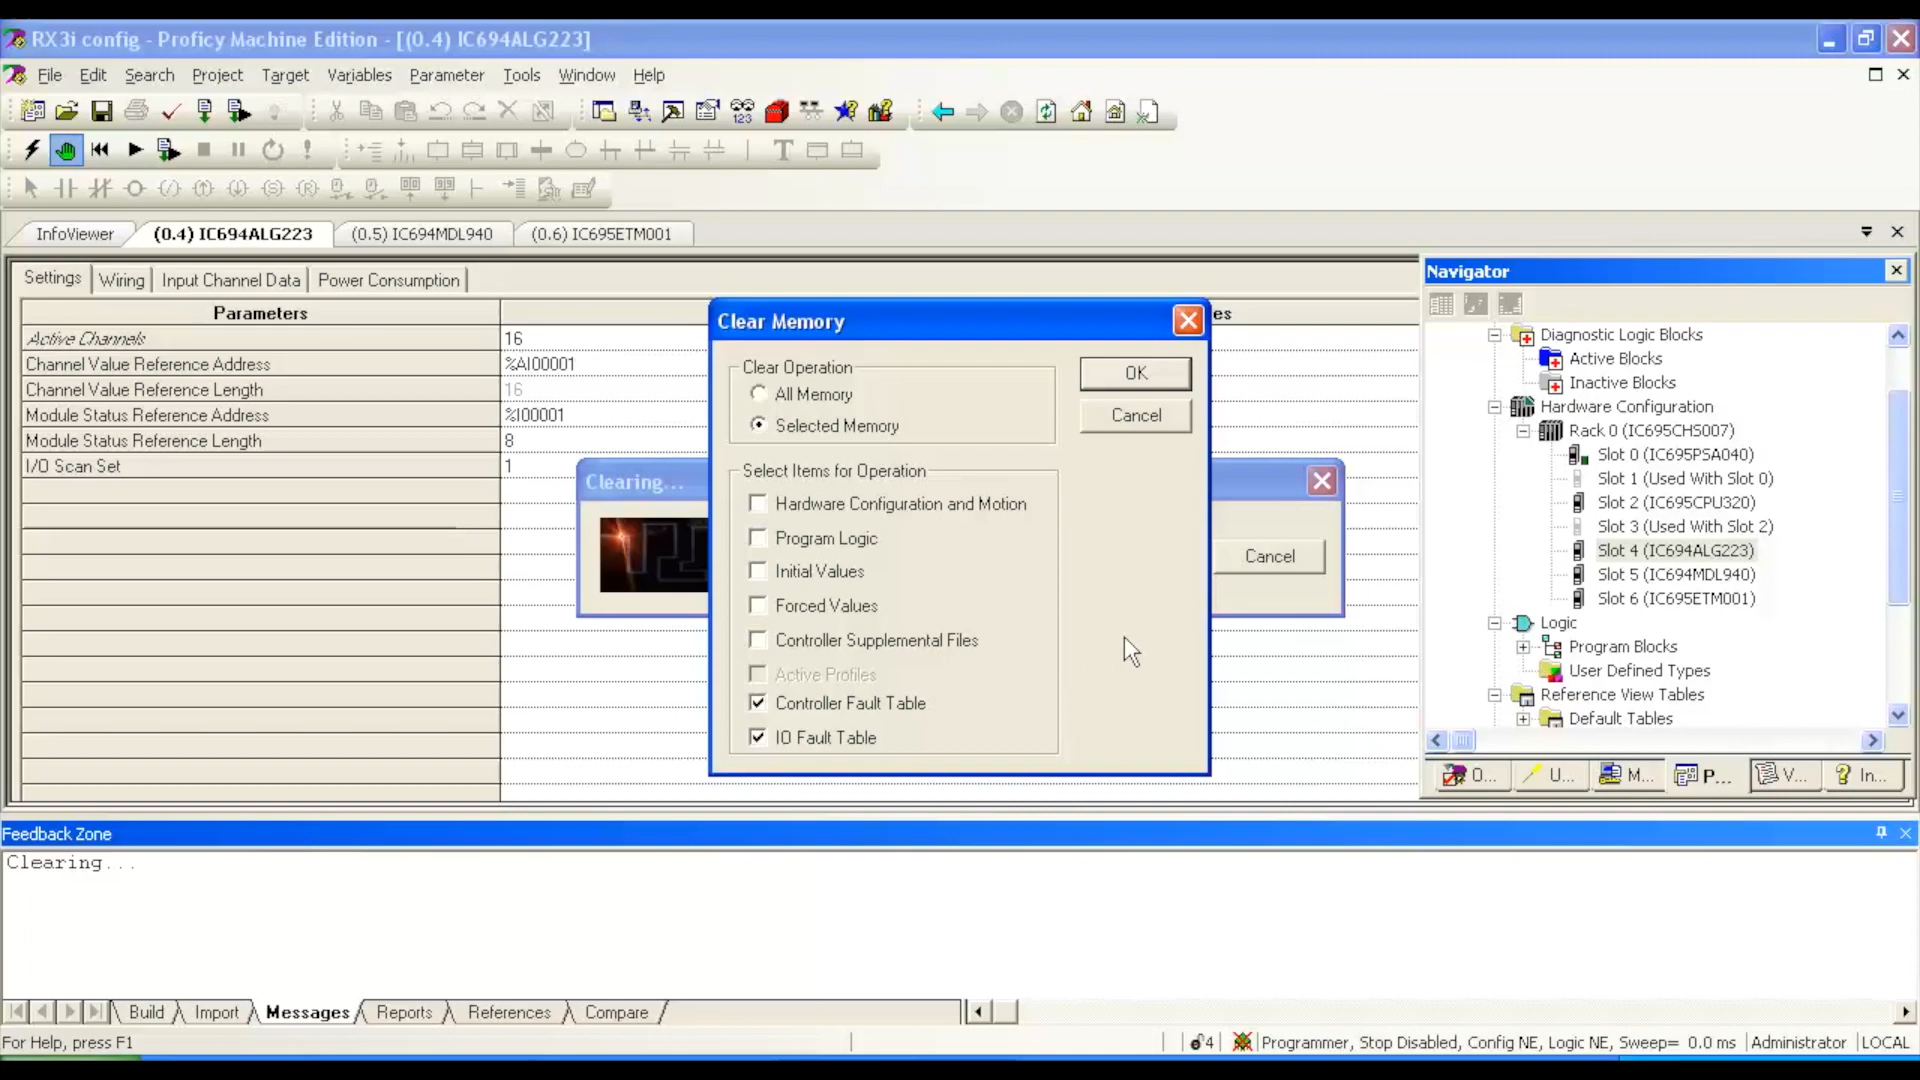 RX3i config - Proficy Machine Edition - [(0.4) IC694ALG223]
File Edit Search Project Target Variables Parameter Tools Window Help
InfoViewer (0.4) IC694ALG223 (0.5) IC694MDL940 (0.6) IC695ETM001
Settings Wiring Input Channel Data Power Consumption
Parameters es
Active Channels 16
Channel Value Reference Address %AI00001
Channel Value Reference Length 16
Module Status Reference Address %I00001
Module Status Reference Length 8
I/O Scan Set 1
Clearing...
Cancel
Clear Memory
Clear Operation
All Memory
Selected Memory
OK
Cancel
Select Items for Operation
Hardware Configuration and Motion
Program Logic
Initial Values
Forced Values
Controller Supplemental Files
Active Profiles
Controller Fault Table
IO Fault Table
Navigator
Diagnostic Logic Blocks
Active Blocks
Inactive Blocks
Hardware Configuration
Rack 0 (IC695CHS007)
Slot 0 (IC695PSA040)
Slot 1 (Used With Slot 0)
Slot 2 (IC695CPU320)
Slot 3 (Used With Slot 2)
Slot 4 (IC694ALG223)
Slot 5 (IC694MDL940)
Slot 6 (IC695ETM001)
Logic
Program Blocks
User Defined Types
Reference View Tables
Default Tables
O... U... M... P... V... In...
Feedback Zone
Clearing...
Build Import Messages Reports References Compare
For Help, press F1
4 Programmer, Stop Disabled, Config NE, Logic NE, Sweep= 0.0 ms Administrator LOCAL